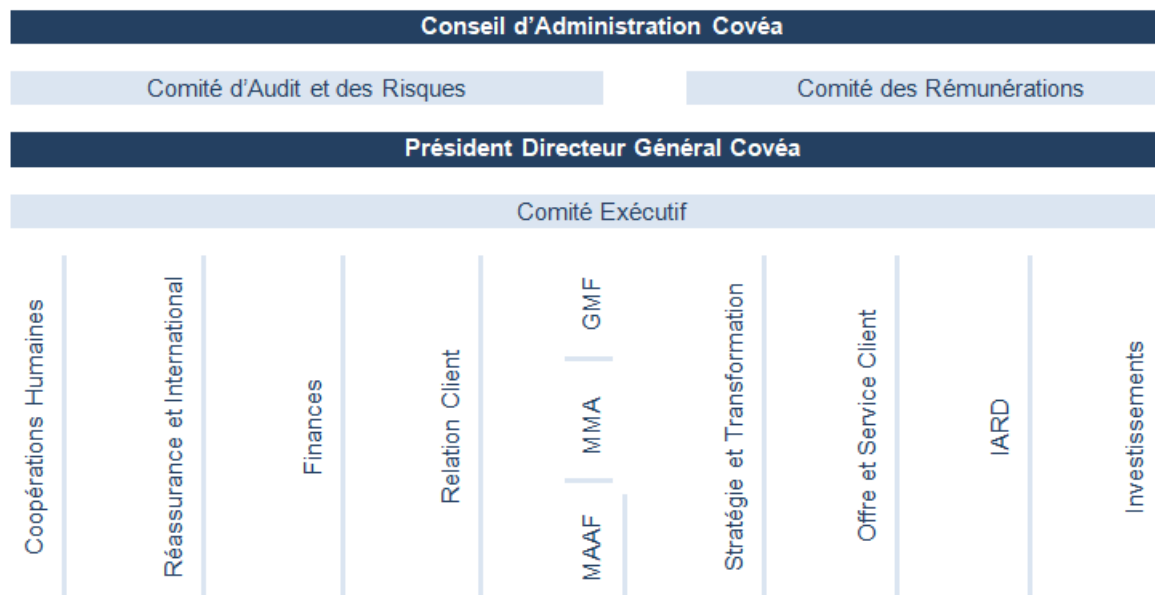 Conseil d'Administration Covéa
Comité d'Audit et des Risques
Comité des Rémunérations
Président Directeur Général Covéa
Comité Exécutif
Coopérations Humaines
Réassurance et International
Finances
Relation Client
GMF
MMA
MAAF
Stratégie et Transformation
Offre et Service Client
IARD
Investissements